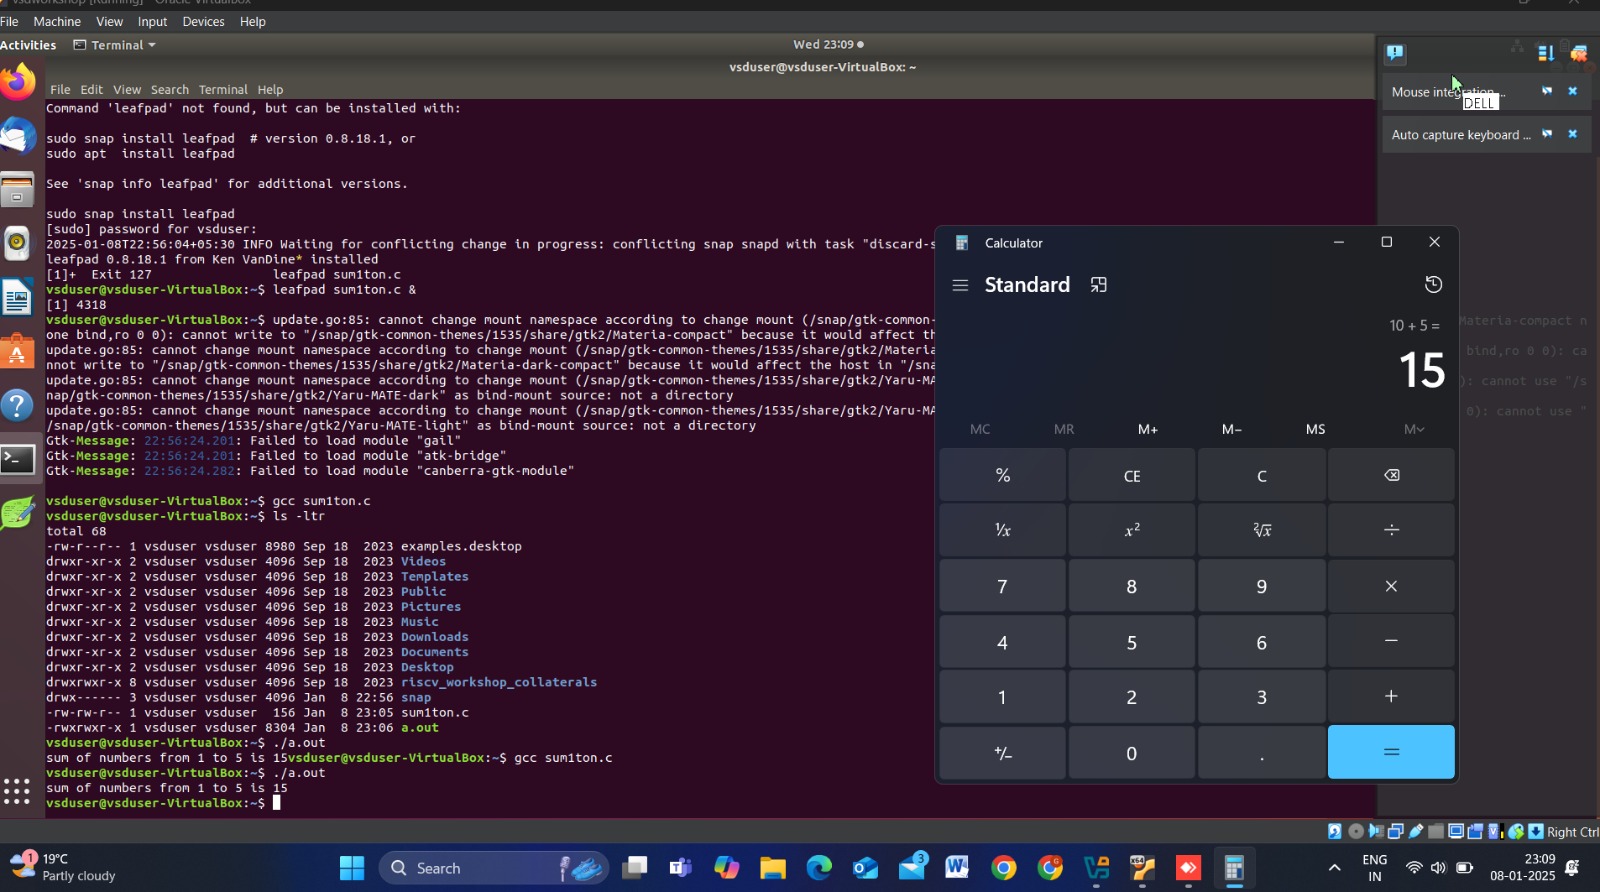 vsdworkshop [Running] - Oracle VirtualBox
File Machine View Input Devices Help
Activities Terminal Wed 23:09
vsduser@vsduser-VirtualBox: ~
File Edit View Search Terminal Help
Command 'leafpad' not found, but can be installed with:
sudo snap install leafpad  # version 0.8.18.1, or
sudo apt  install leafpad
See 'snap info leafpad' for additional versions.
sudo snap install leafpad
[sudo] password for vsduser:
2025-01-08T22:56:04+05:30 INFO Waiting for conflicting change in progress: conflicting snap snapd with task "discard-s
leafpad 0.8.18.1 from Ken VanDine* installed
[1]+  Exit 127                leafpad sum1ton.c
vsduser@vsduser-VirtualBox:~$ leafpad sum1ton.c &
[1] 4318
vsduser@vsduser-VirtualBox:~$ update.go:85: cannot change mount namespace according to change mount (/snap/gtk-common-
one bind,ro 0 0): cannot write to "/snap/gtk-common-themes/1535/share/gtk2/Materia-compact" because it would affect th
update.go:85: cannot change mount namespace according to change mount (/snap/gtk-common-themes/1535/share/gtk2/Materia
nnot write to "/snap/gtk-common-themes/1535/share/gtk2/Materia-dark-compact" because it would affect the host in "/sna
update.go:85: cannot change mount namespace according to change mount (/snap/gtk-common-themes/1535/share/gtk2/Yaru-MA
nap/gtk-common-themes/1535/share/gtk2/Yaru-MATE-dark" as bind-mount source: not a directory
update.go:85: cannot change mount namespace according to change mount (/snap/gtk-common-themes/1535/share/gtk2/Yaru-MA
/snap/gtk-common-themes/1535/share/gtk2/Yaru-MATE-light" as bind-mount source: not a directory
Gtk-Message: 22:56:24.201: Failed to load module "gail"
Gtk-Message: 22:56:24.201: Failed to load module "atk-bridge"
Gtk-Message: 22:56:24.282: Failed to load module "canberra-gtk-module"
vsduser@vsduser-VirtualBox:~$ gcc sum1ton.c
vsduser@vsduser-VirtualBox:~$ ls -ltr
total 68
-rw-r--r-- 1 vsduser vsduser 8980 Sep 18  2023 examples.desktop
drwxr-xr-x 2 vsduser vsduser 4096 Sep 18  2023 Videos
drwxr-xr-x 2 vsduser vsduser 4096 Sep 18  2023 Templates
drwxr-xr-x 2 vsduser vsduser 4096 Sep 18  2023 Public
drwxr-xr-x 2 vsduser vsduser 4096 Sep 18  2023 Pictures
drwxr-xr-x 2 vsduser vsduser 4096 Sep 18  2023 Music
drwxr-xr-x 2 vsduser vsduser 4096 Sep 18  2023 Downloads
drwxr-xr-x 2 vsduser vsduser 4096 Sep 18  2023 Documents
drwxr-xr-x 2 vsduser vsduser 4096 Sep 18  2023 Desktop
drwxrwxr-x 8 vsduser vsduser 4096 Sep 18  2023 riscv_workshop_collaterals
drwx------ 3 vsduser vsduser 4096 Jan  8 22:56 snap
-rw-rw-r-- 1 vsduser vsduser  156 Jan  8 23:05 sum1ton.c
-rwxrwxr-x 1 vsduser vsduser 8304 Jan  8 23:06 a.out
vsduser@vsduser-VirtualBox:~$ ./a.out
sum of numbers from 1 to 5 is 15vsduser@vsduser-VirtualBox:~$ gcc sum1ton.c
vsduser@vsduser-VirtualBox:~$ ./a.out
sum of numbers from 1 to 5 is 15
vsduser@vsduser-VirtualBox:~$
Mouse integration ...
DELL
Auto capture keyboard ...
Materia-compact n
bind,ro 0 0): ca
): cannot use "/s
0): cannot use "
Calculator
Standard
10 + 5 =
15
MC MR M+ M− MS M
% CE C
¹/x x² ²√x ÷
7 8 9 ×
4 5 6 −
1 2 3 +
+/− 0 . =
Right Ctrl
1 19°C
Partly cloudy
Search
3
x64
ENG
IN
23:09
08-01-2025